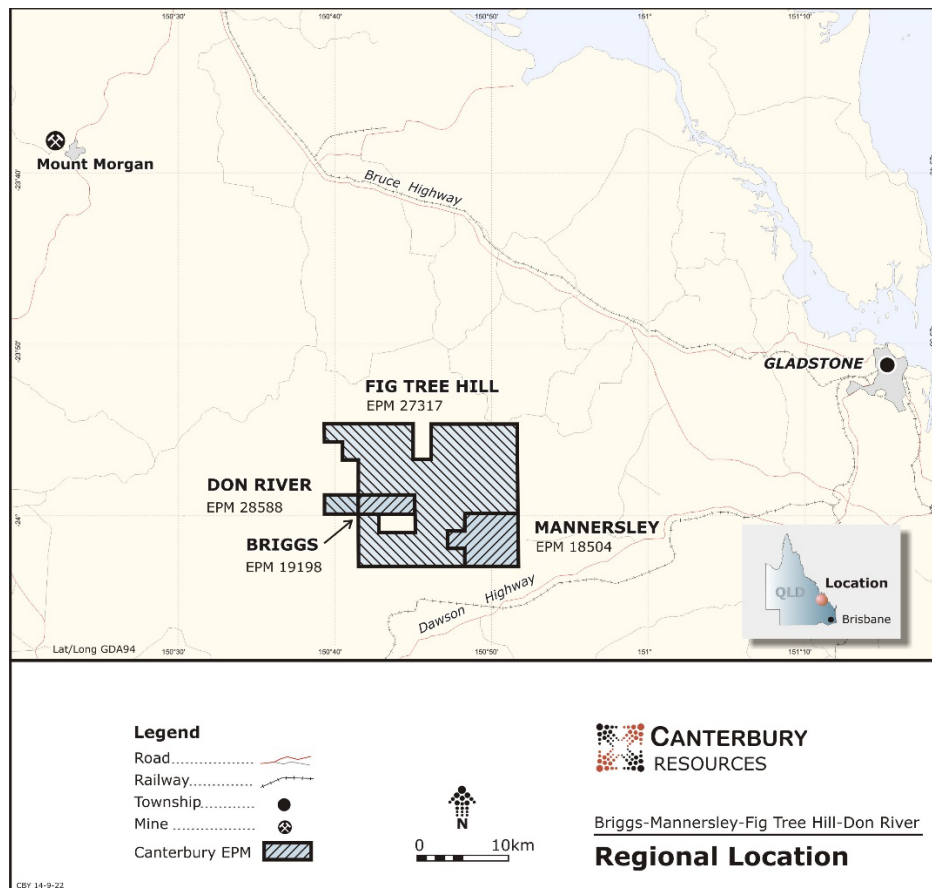 150°30'
150°40'
150°50'
151°
151°10'
Mount Morgan
-23°40'
Bruce Highway
-23°50'
GLADSTONE
FIG TREE HILL
EPM 27317
DON RIVER
EPM 28588
-24°
BRIGGS
EPM 19198
MANNERSLEY
EPM 18504
Dawson Highway
QLD
Location
Brisbane
Lat/Long GDA94
150°30'
150°40'
150°50'
151°
151°10'
Legend
Road
Railway
Township
Mine
Canterbury EPM
N
0 10km
CANTERBURY
RESOURCES
Briggs-Mannersley-Fig Tree Hill-Don River
Regional Location
CBY 14-9-22